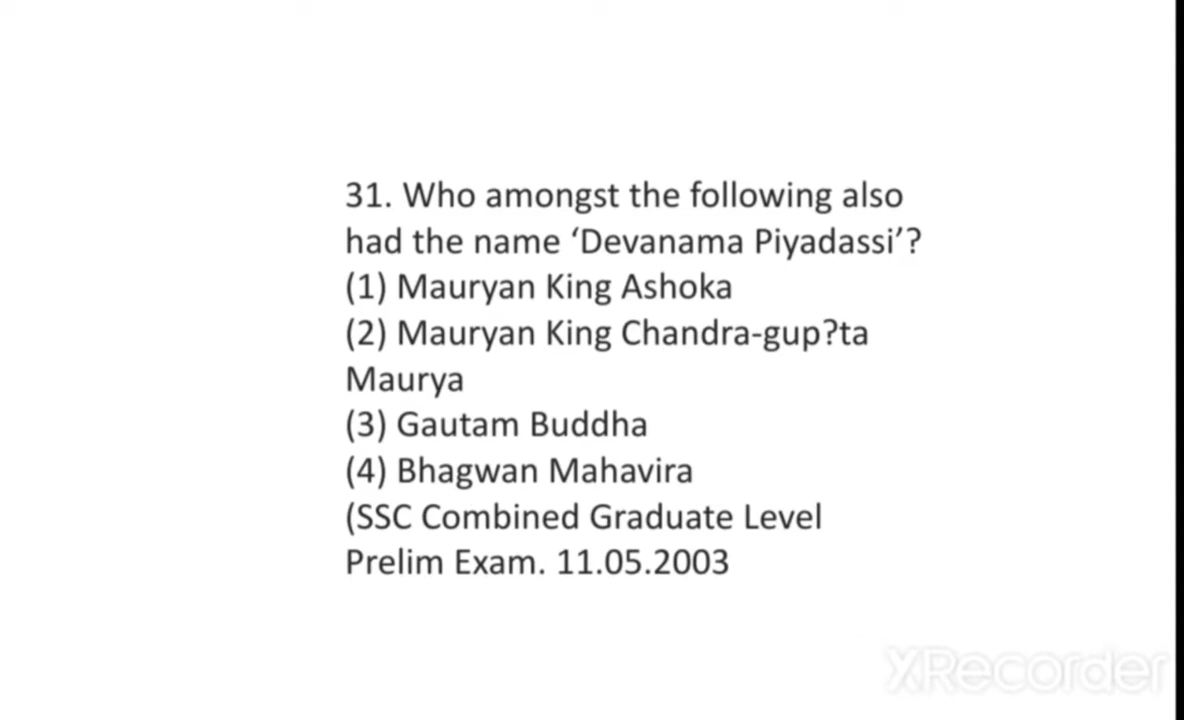 31. Who amongst the following also
had the name ‘Devanama Piyadassi’?
(1) Mauryan King Ashoka
(2) Mauryan King Chandra-gup?ta
Maurya
(3) Gautam Buddha
(4) Bhagwan Mahavira
(SSC Combined Graduate Level
Prelim Exam. 11.05.2003
XRecorder